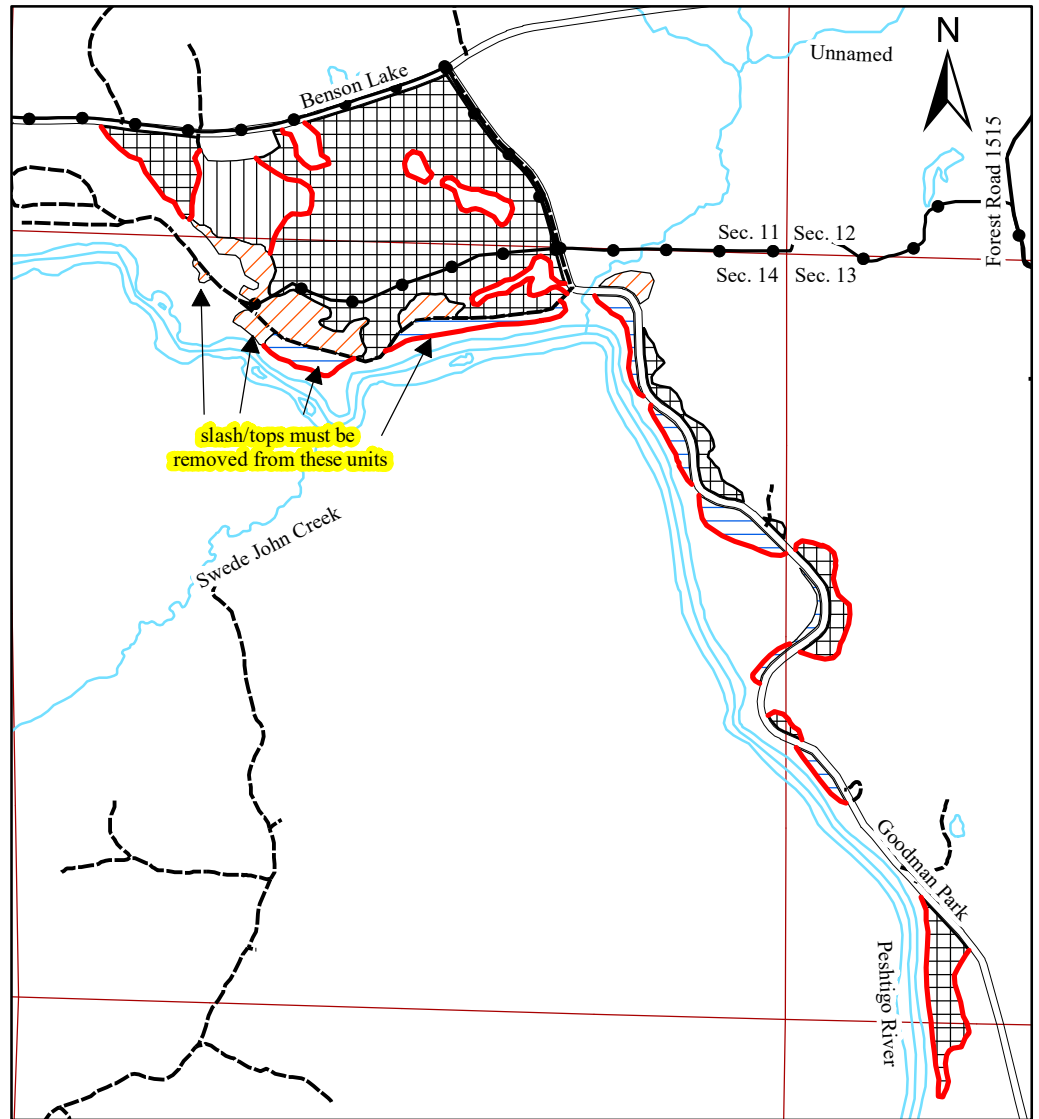 N
Unnamed
Benson Lake
Forest Road 1515
Sec. 11
Sec. 12
Sec. 14
Sec. 13
slash/tops must be
removed from these units
Swede John Creek
Goodman Park
Peshtigo River